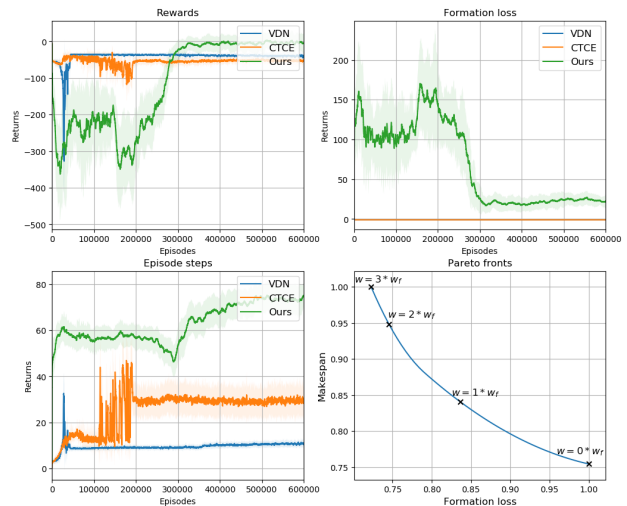 Rewards
0
−100
−200
−300
−400
−500
Returns
0 100000 200000 300000 400000 500000 600000
Episodes
VDN
CTCE
Ours
Formation loss
200
150
100
50
0
Returns
0 100000 200000 300000 400000 500000 600000
Episodes
VDN
CTCE
Ours
Episode steps
80
60
40
20
0
Returns
0 100000 200000 300000 400000 500000 600000
Episodes
VDN
CTCE
Ours
Pareto fronts
1.00
0.95
0.90
0.85
0.80
0.75
Makespan
w = 3 * w_f
w = 2 * w_f
w = 1 * w_f
w = 0 * w_f
0.75 0.80 0.85 0.90 0.95 1.00
Formation loss